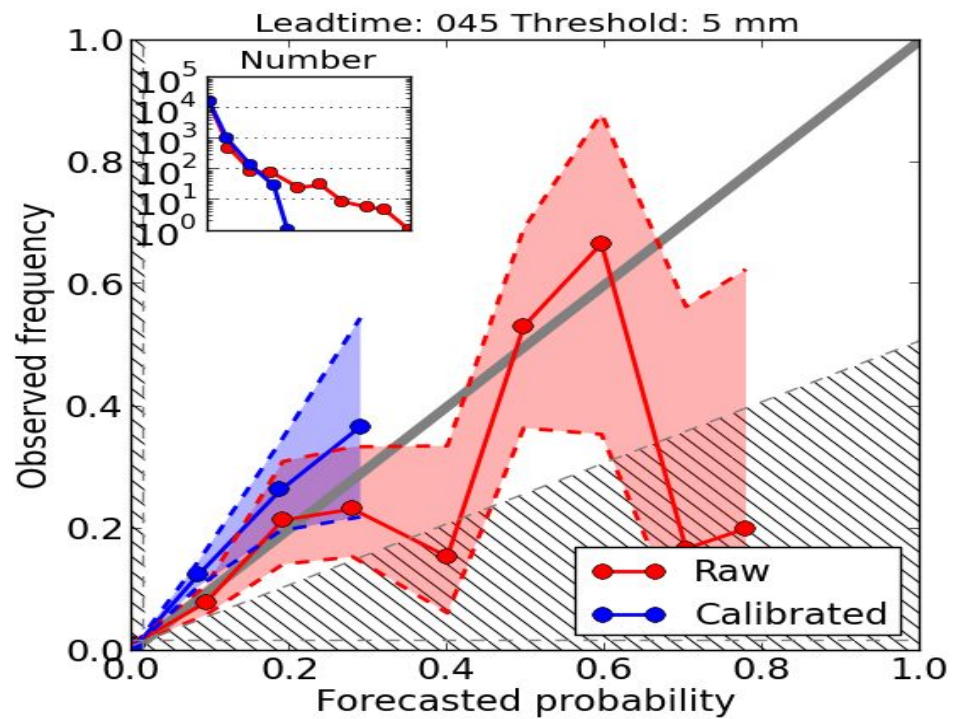 Leadtime: 045 Threshold: 5 mm
Number
10^5
10^4
10^3
10^2
10^1
10^0
1.0
0.8
0.6
0.4
0.2
0.0
Observed frequency
0.0 0.2 0.4 0.6 0.8 1.0
Forecasted probability
Raw
Calibrated